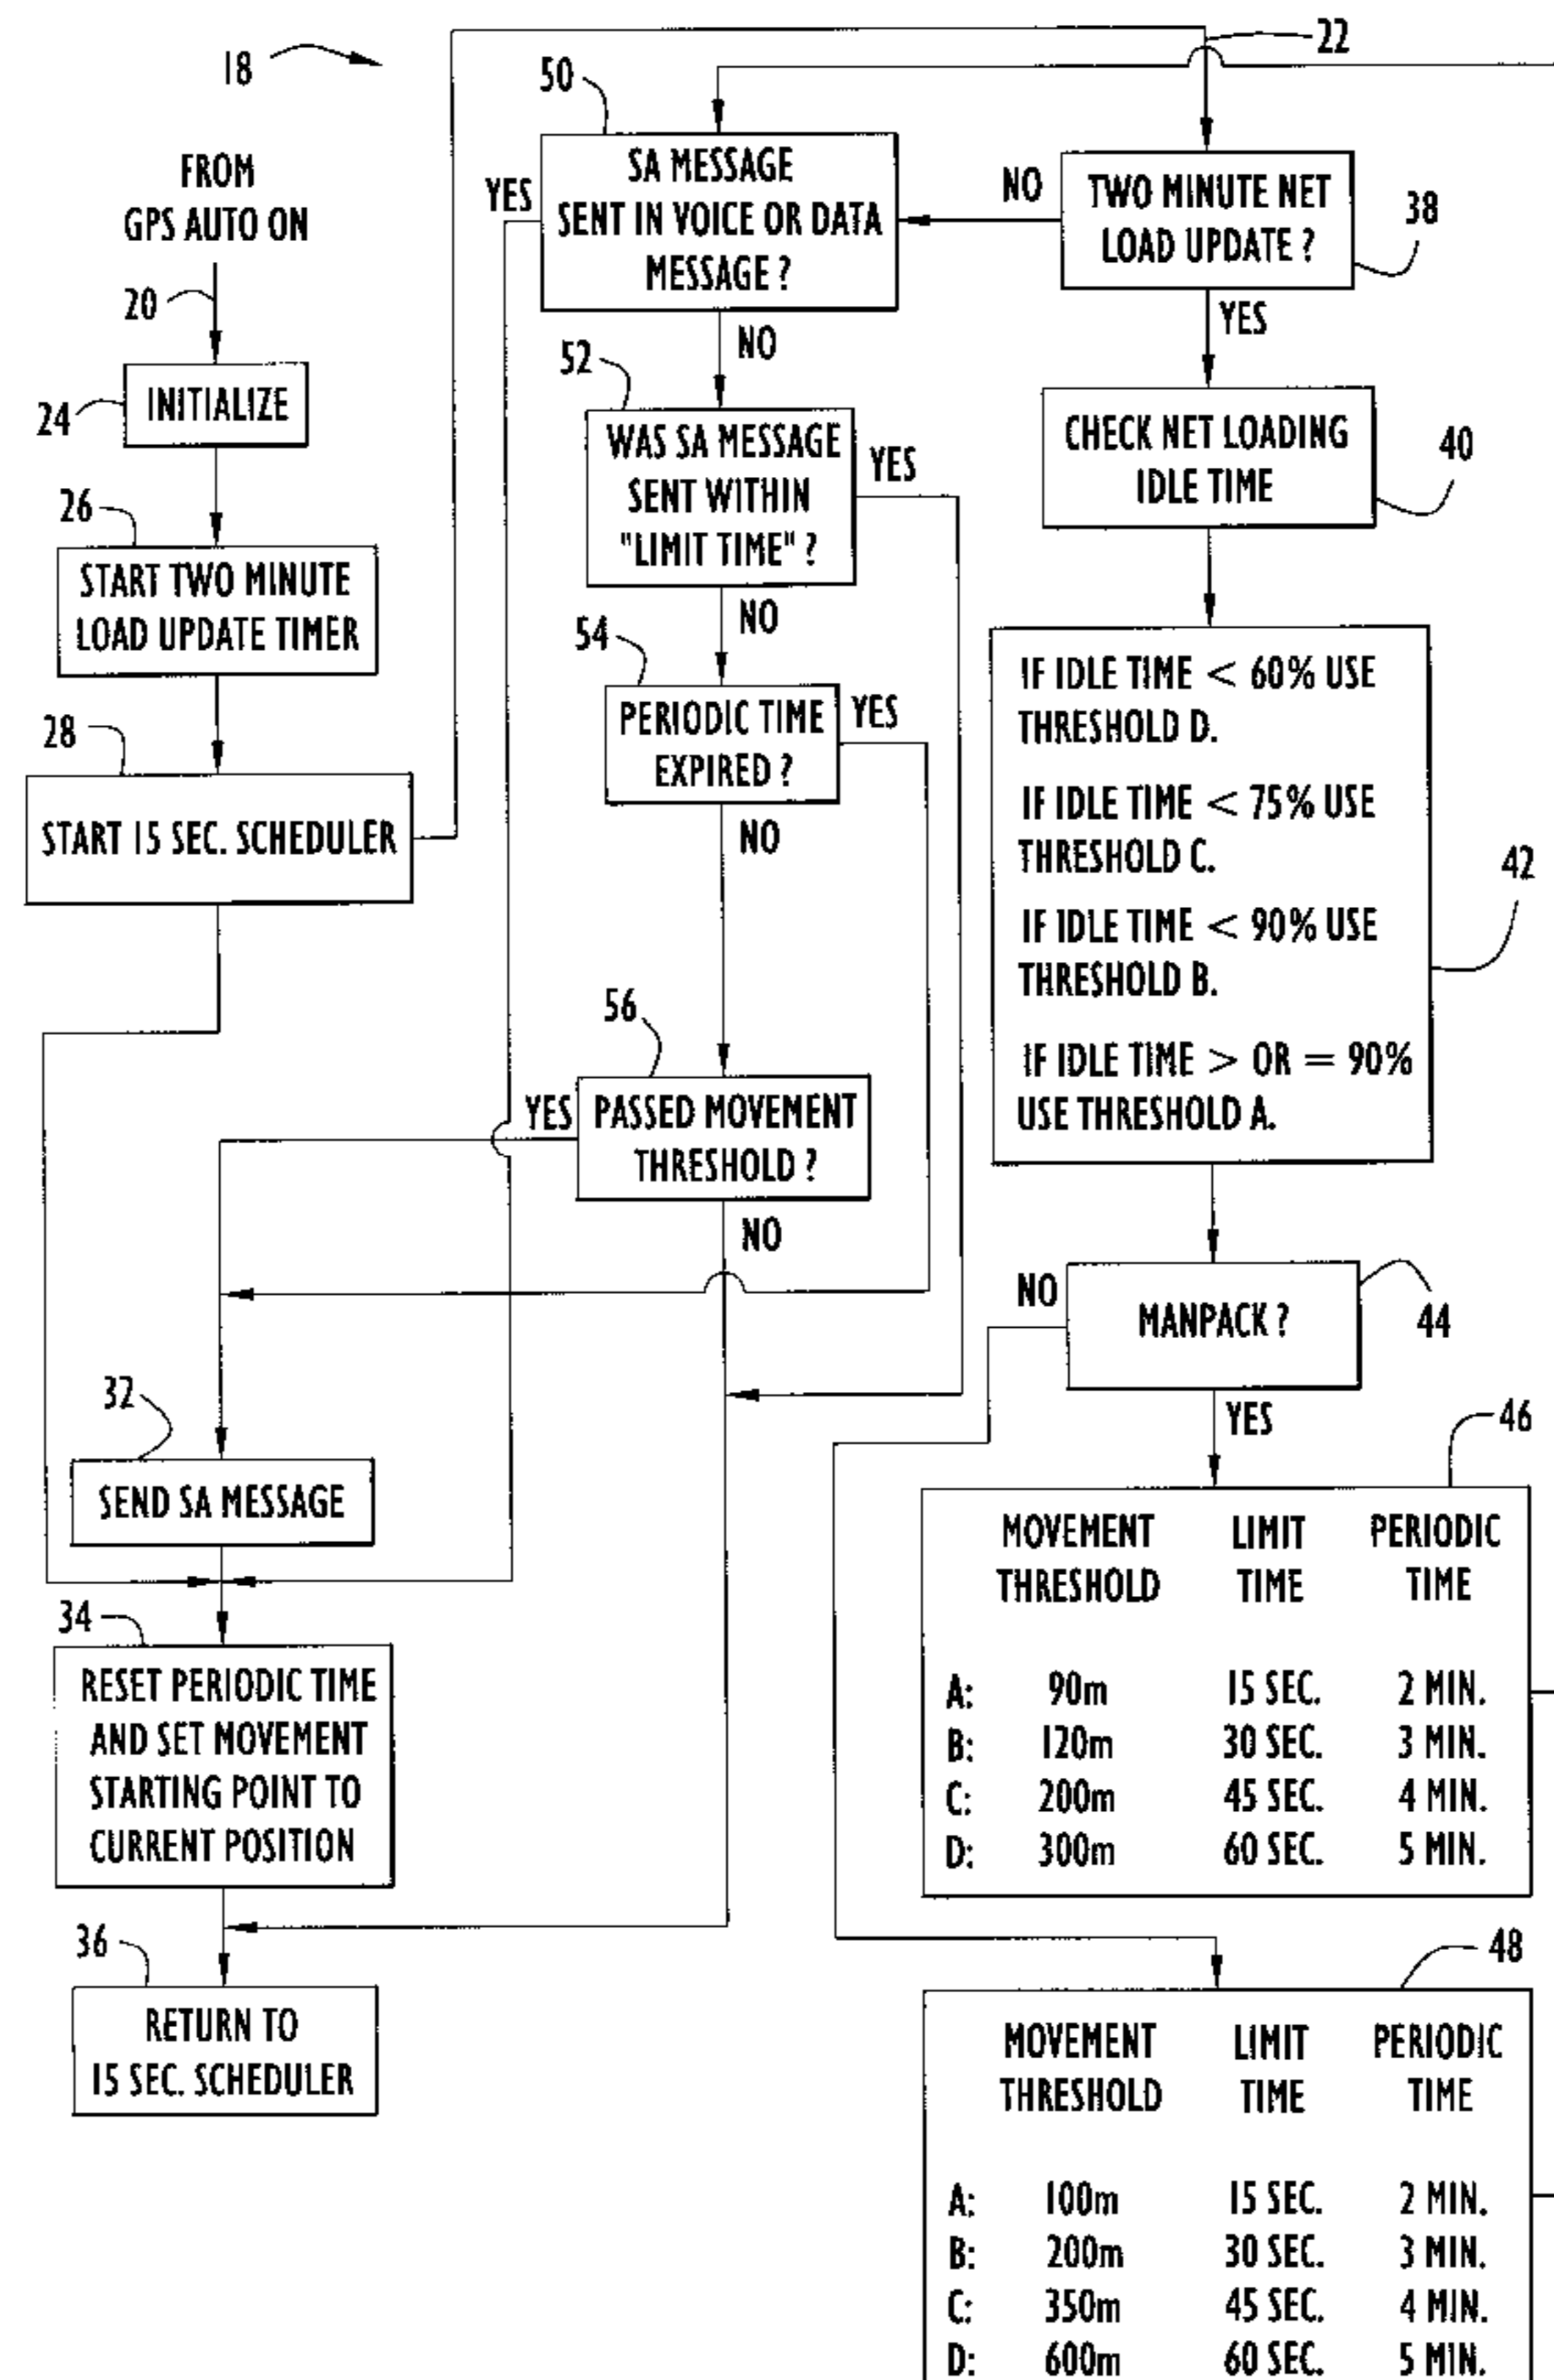 18
FROM
GPS AUTO ON
20
24
INITIALIZE
26
START TWO MINUTE
LOAD UPDATE TIMER
28
START 15 SEC. SCHEDULER
32
SEND SA MESSAGE
34
RESET PERIODIC TIME
AND SET MOVEMENT
STARTING POINT TO
CURRENT POSITION
36
RETURN TO
15 SEC. SCHEDULER
50
YES
SA MESSAGE
SENT IN VOICE OR DATA
MESSAGE ?
NO
52
WAS SA MESSAGE
SENT WITHIN
"LIMIT TIME" ?
YES
NO
54
PERIODIC TIME
EXPIRED ?
YES
NO
56
YES
PASSED MOVEMENT
THRESHOLD ?
NO
22
NO
TWO MINUTE NET
LOAD UPDATE ?
38
YES
CHECK NET LOADING
IDLE TIME
40
IF IDLE TIME < 60% USE
THRESHOLD D.
IF IDLE TIME < 75% USE
THRESHOLD C.
IF IDLE TIME < 90% USE
THRESHOLD B.
IF IDLE TIME > OR = 90%
USE THRESHOLD A.
42
NO
MANPACK ?
44
YES
46
MOVEMENT LIMIT PERIODIC
THRESHOLD TIME TIME
A: 90m 15 SEC. 2 MIN.
B: 120m 30 SEC. 3 MIN.
C: 200m 45 SEC. 4 MIN.
D: 300m 60 SEC. 5 MIN.
48
MOVEMENT LIMIT PERIODIC
THRESHOLD TIME TIME
A: 100m 15 SEC. 2 MIN.
B: 200m 30 SEC. 3 MIN.
C: 350m 45 SEC. 4 MIN.
D: 600m 60 SEC. 5 MIN.